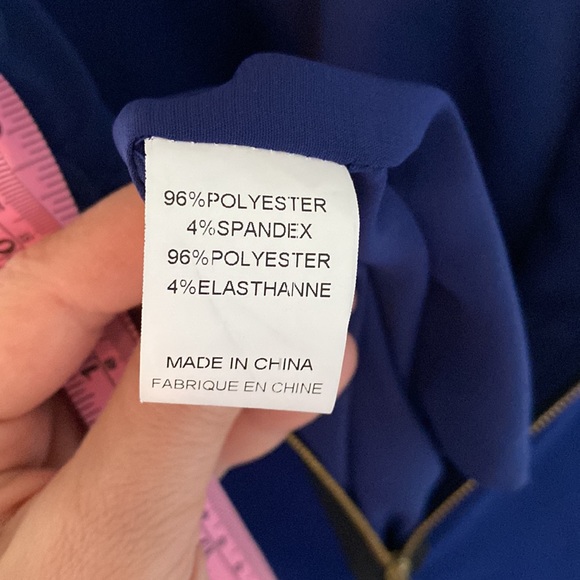 96%POLYESTER
4%SPANDEX
96%POLYESTER
4%ELASTHANNE
MADE IN CHINA
FABRIQUE EN CHINE